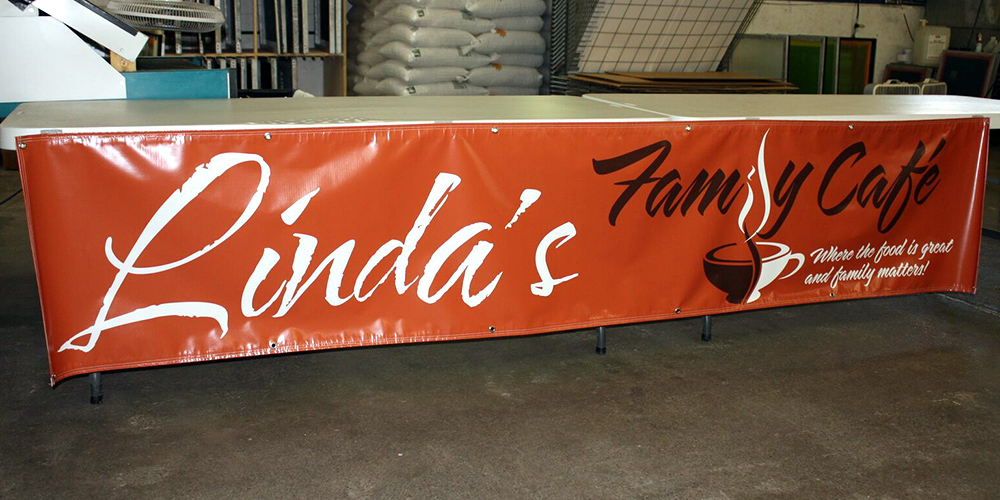 Linda's
Family Café
Where the food is great
and family matters!